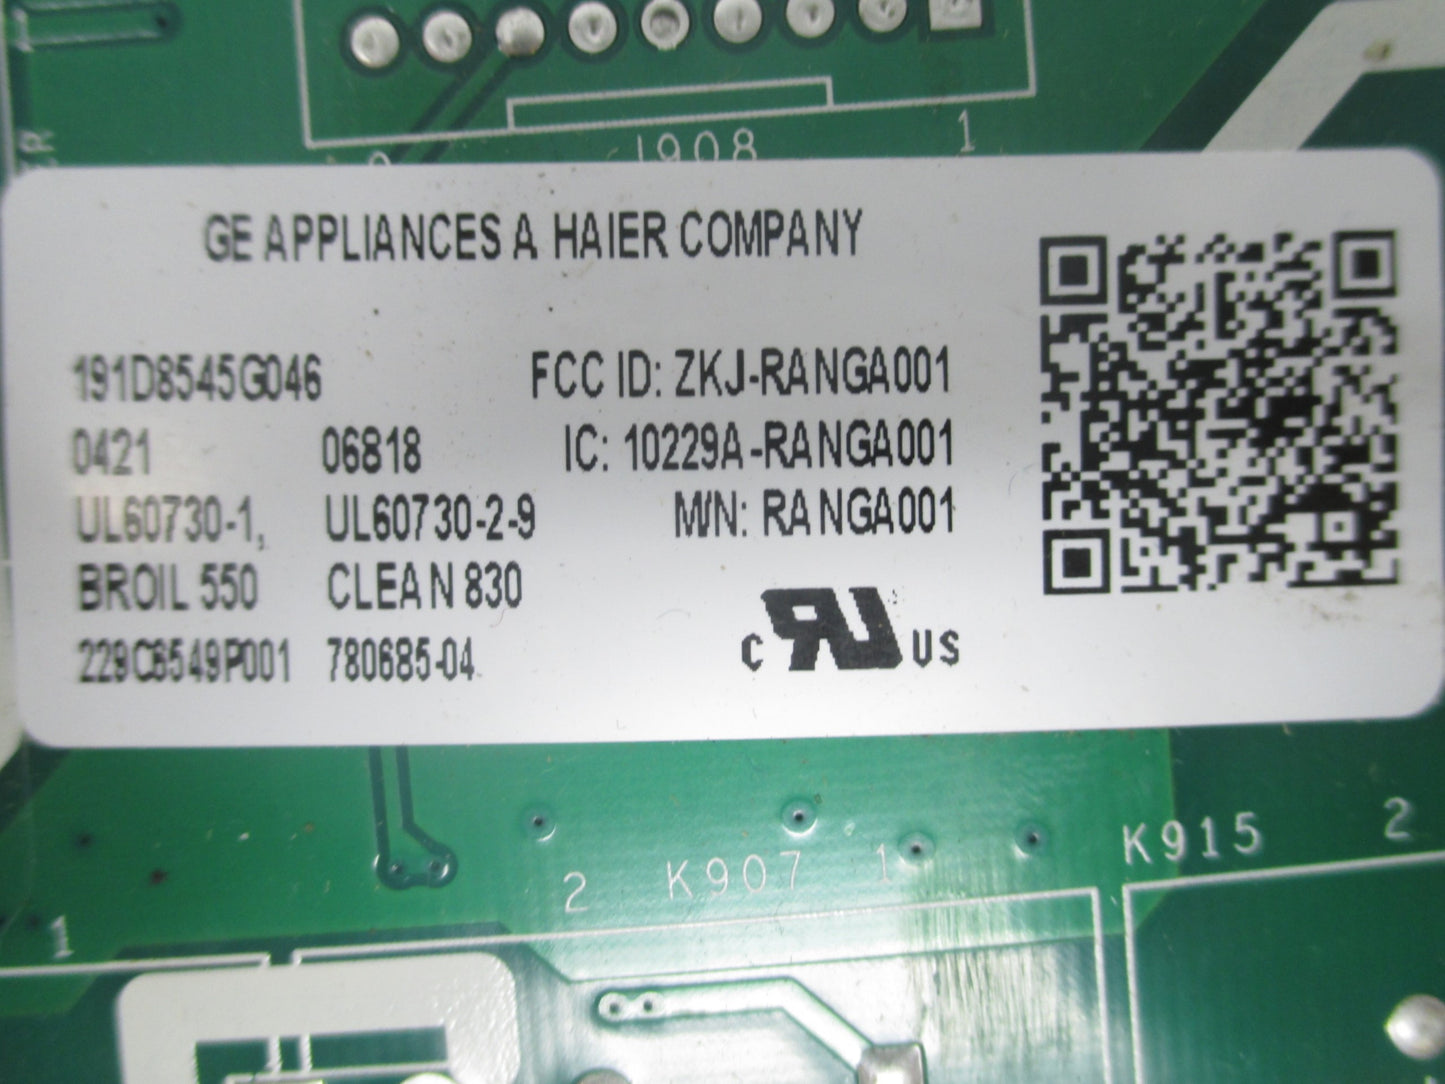 J908 1
GE APPLIANCES A HAIER COMPANY
191D8545G046 FCC ID: ZKJ-RANGA001
0421 06818 IC: 10229A-RANGA001
UL60730-1, UL60730-2-9 M/N: RANGA001
BROIL 550 CLEAN 830
229C6549P001 780685-04
c RU US
K915 2
2 K907 1
1